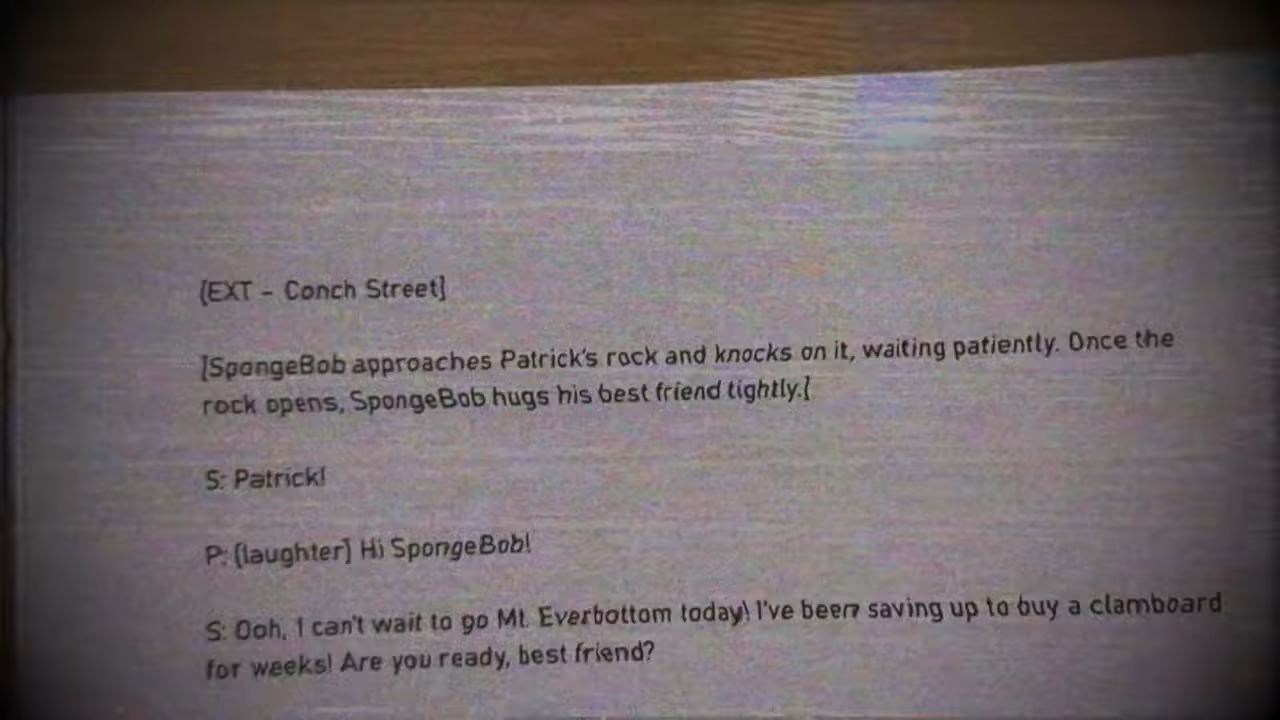 [EXT - Conch Street]
]SpongeBob approaches Patrick's rock and knocks on it, waiting patiently. Once the
rock opens, SpongeBob hugs his best friend tightly.[
S: Patrick!
P: [laughter] Hi SpongeBob!
S: Ooh, I can't wait to go Mt. Everbottom today! I've been saving up to buy a clamboard
for weeks! Are you ready, best friend?